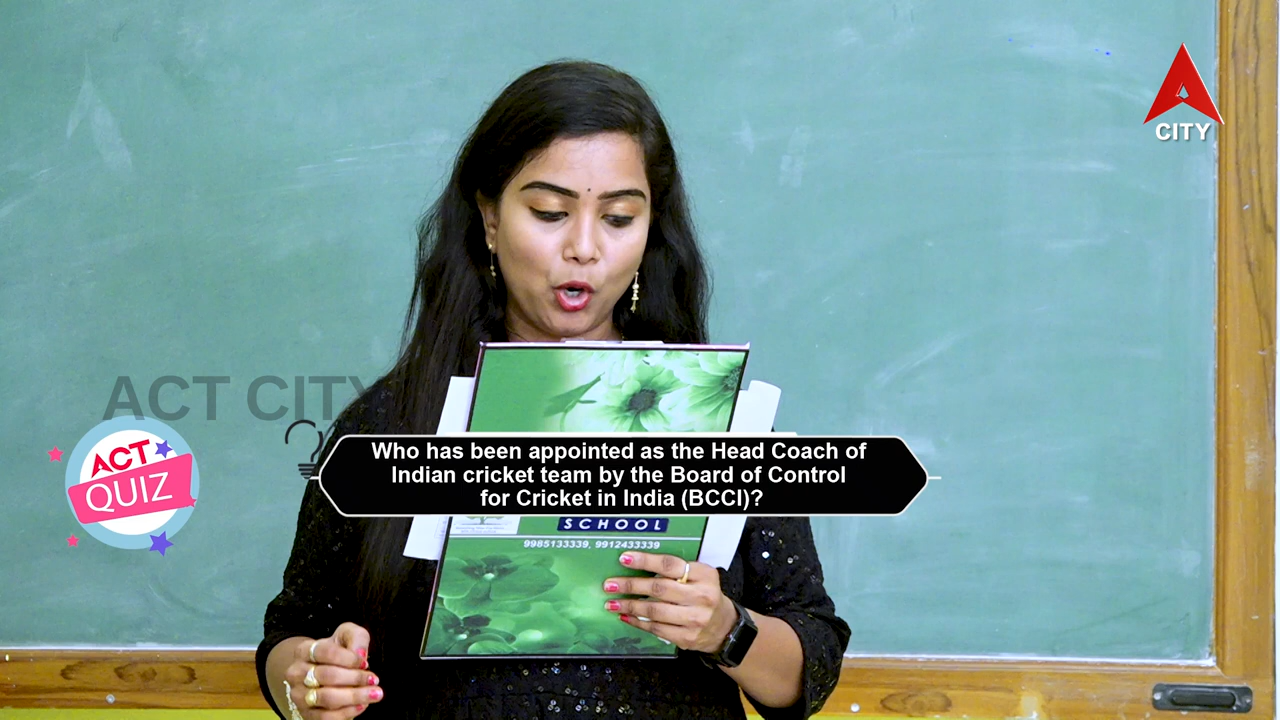 CITY
ACT CITY
ACT
QUIZ
Who has been appointed as the Head Coach of
Indian cricket team by the Board of Control
for Cricket in India (BCCI)?
SCHOOL
9985133339, 9912433339